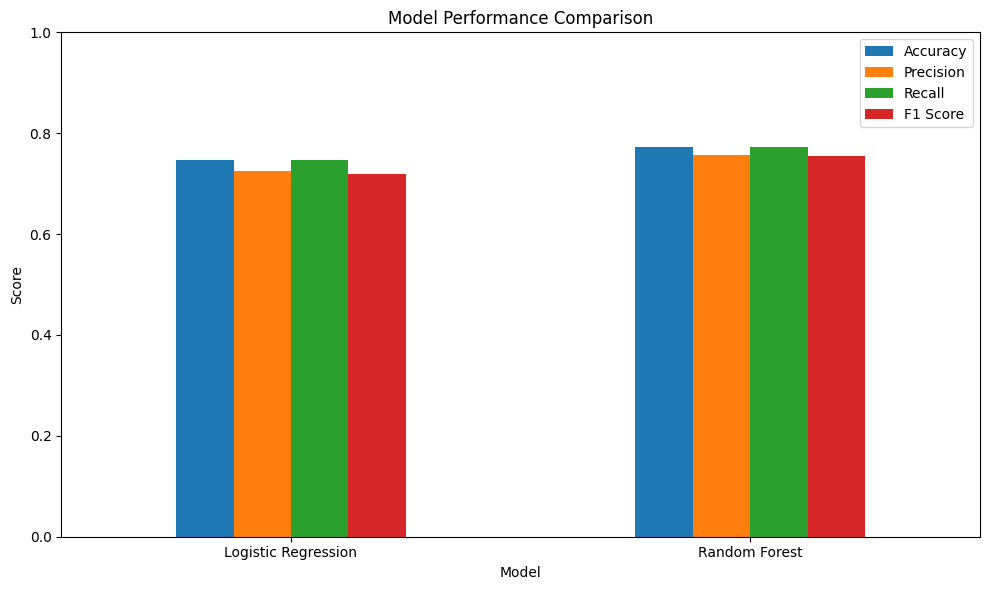 Model Performance Comparison
1.0
0.8
0.6
0.4
0.2
0.0
Score
Accuracy
Precision
Recall
F1 Score
Logistic Regression
Random Forest
Model